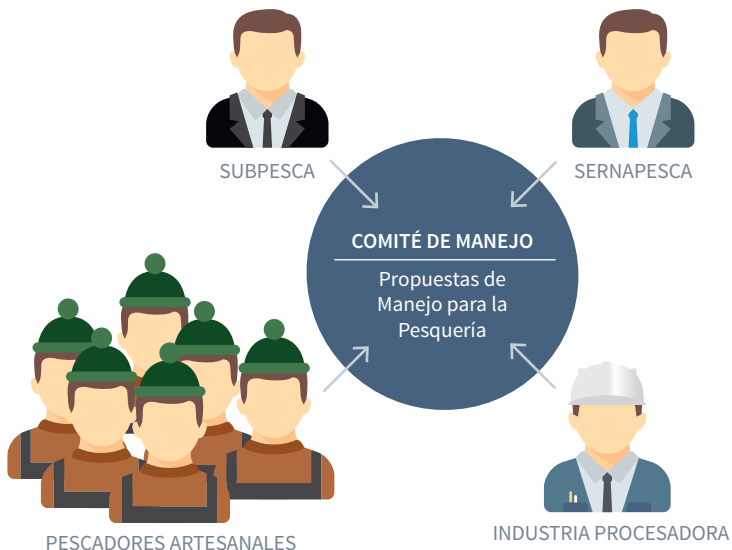 SUBPESCA
SERNAPESCA
COMITÉ DE MANEJO
Propuestas de
Manejo para la
Pesquería
PESCADORES ARTESANALES
INDUSTRIA PROCESADORA